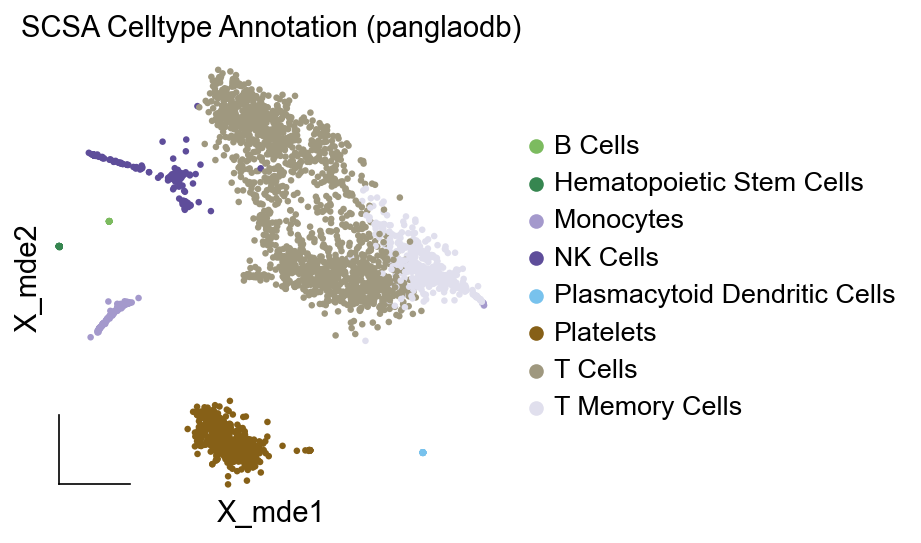 SCSA Celltype Annotation (panglaodb)
B Cells
Hematopoietic Stem Cells
Monocytes
NK Cells
Plasmacytoid Dendritic Cells
Platelets
T Cells
T Memory Cells
X_mde2
X_mde1